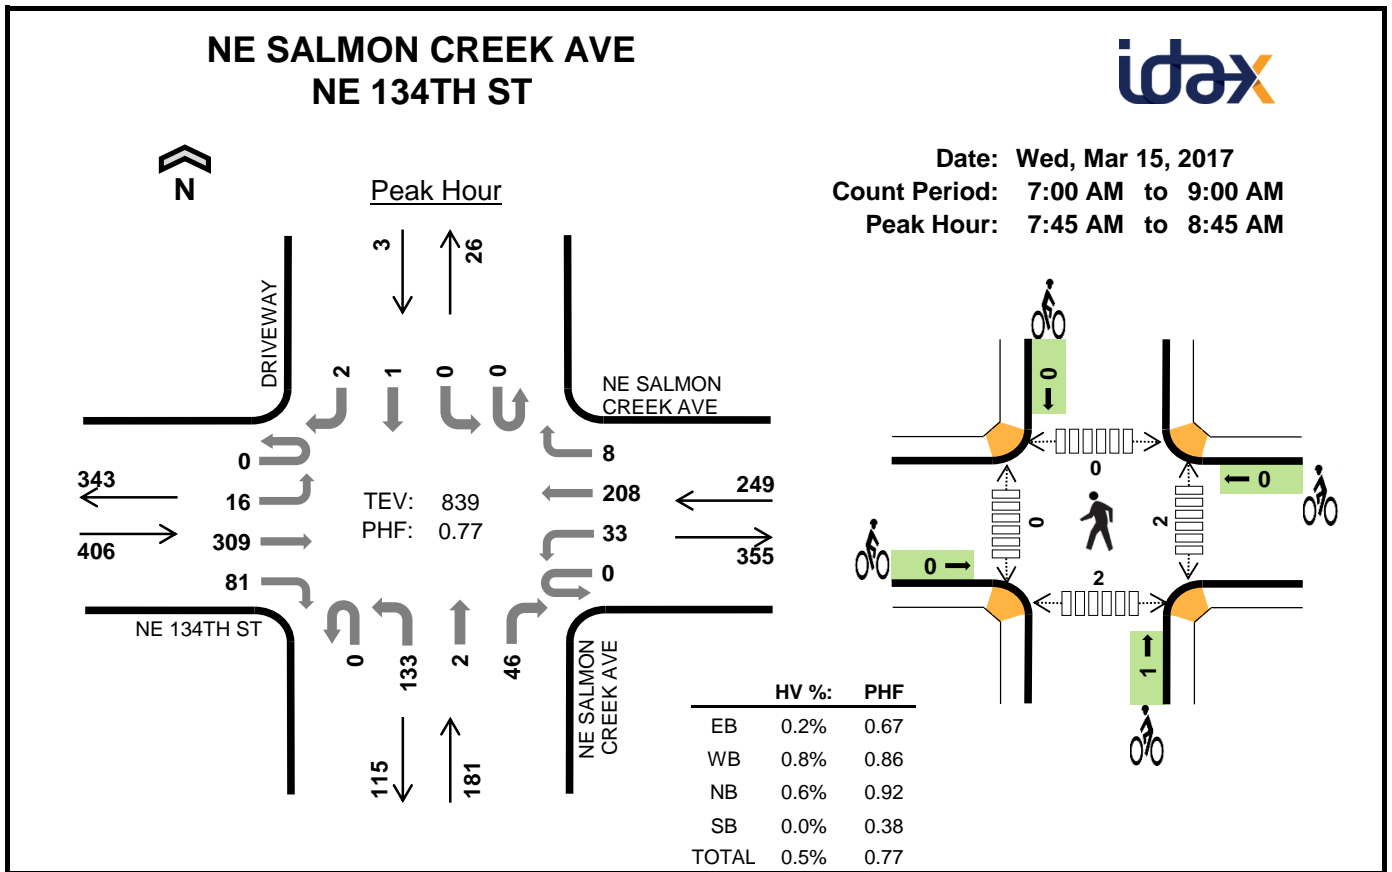 NE SALMON CREEK AVE
NE 134TH ST
idax
N
Peak Hour
Date: Wed, Mar 15, 2017
Count Period: 7:00 AM to 9:00 AM
Peak Hour: 7:45 AM to 8:45 AM
3
26
DRIVEWAY
2
1
0
0
NE SALMON
CREEK AVE
0
16
309
81
343
406
TEV: 839
PHF: 0.77
8
208
33
0
249
355
NE 134TH ST
0
133
2
46
NE SALMON
CREEK AVE
115
181
0
0
0
0
2
0
2
1
HV %: PHF
EB 0.2% 0.67
WB 0.8% 0.86
NB 0.6% 0.92
SB 0.0% 0.38
TOTAL 0.5% 0.77